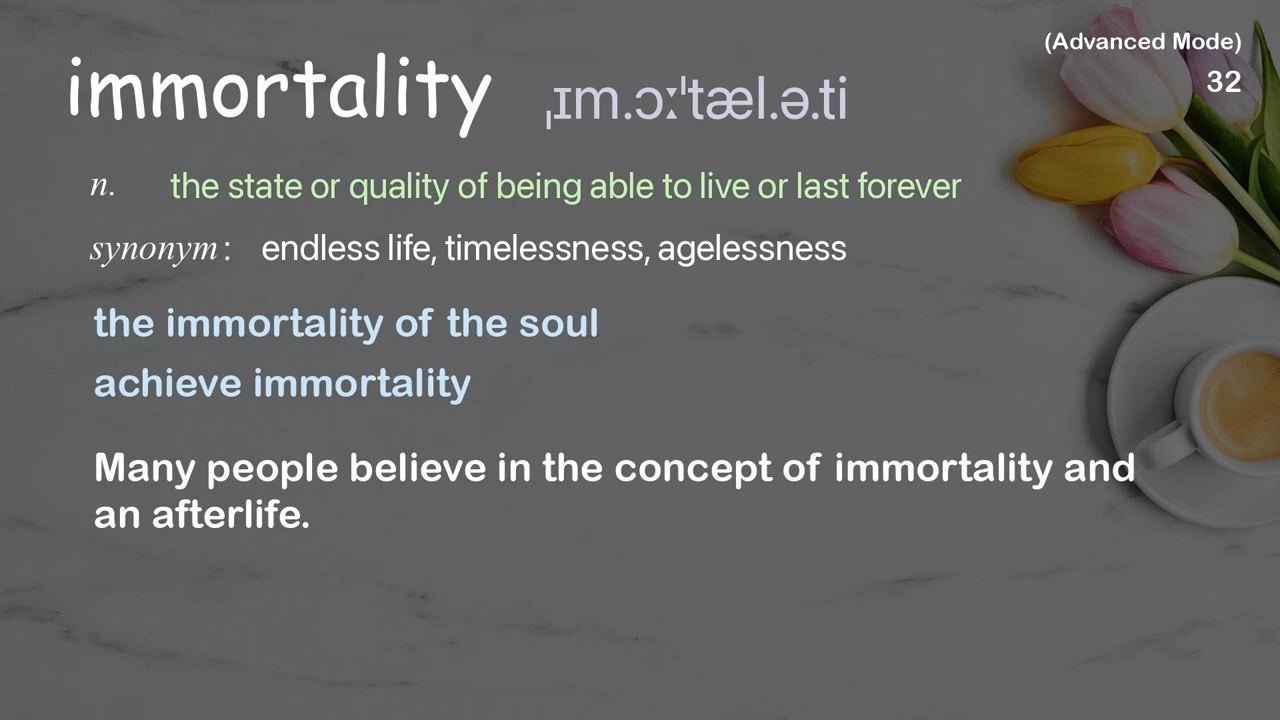 (Advanced Mode)
immortality ˌɪm.ɔːˈtæl.ə.ti
32
n. the state or quality of being able to live or last forever
synonym: endless life, timelessness, agelessness
the immortality of the soul
achieve immortality
Many people believe in the concept of immortality and
an afterlife.